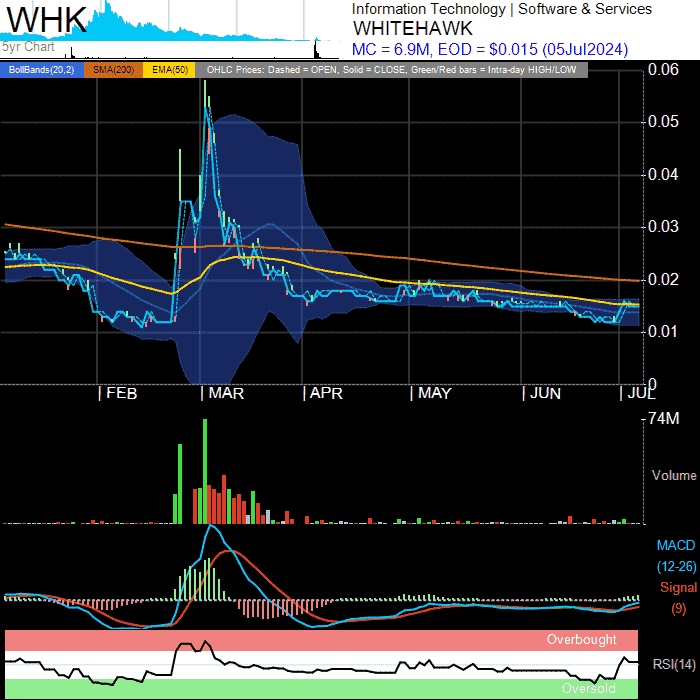 WHK
Information Technology | Software & Services
WHITEHAWK
5yr Chart
MC = 6.9M, EOD = $0.015 (05Jul2024)
BollBands(20,2) SMA(200) EMA(50) OHLC Prices: Dashed = OPEN, Solid = CLOSE, Green/Red bars = Intra-day HIGH/LOW
0.06
0.05
0.04
0.03
0.02
0.01
0
FEB MAR APR MAY JUN JUL
74M
Volume
MACD
(12-26)
Signal
(9)
Overbought
RSI(14)
Oversold